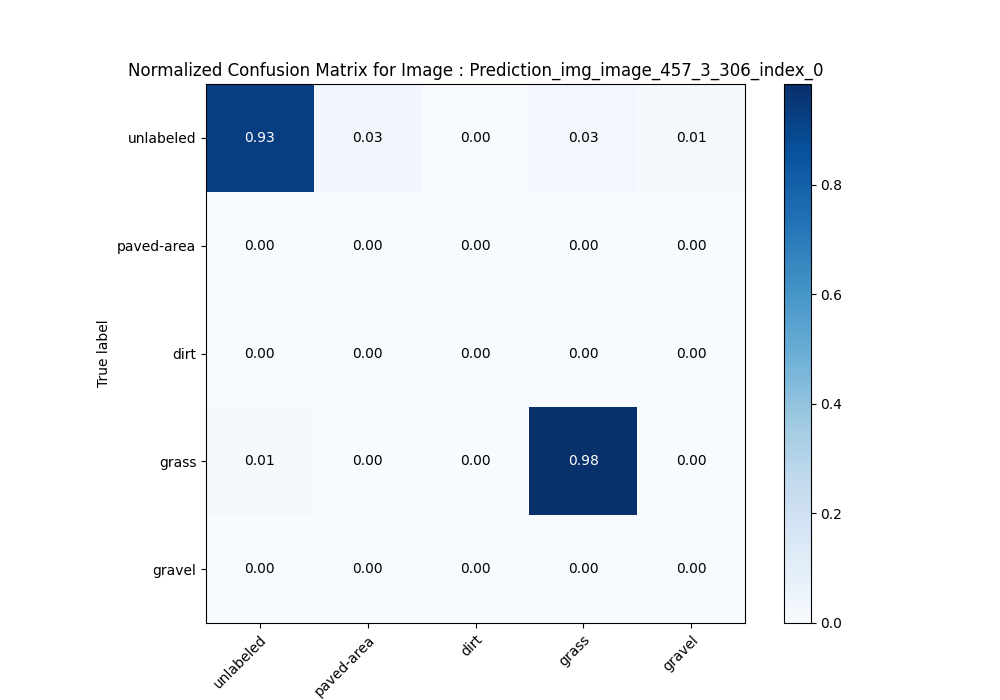 Normalized Confusion Matrix for Image : Prediction_img_image_457_3_306_index_0
unlabeled 0.93 0.03 0.00 0.03 0.01
paved-area 0.00 0.00 0.00 0.00 0.00
dirt 0.00 0.00 0.00 0.00 0.00
grass 0.01 0.00 0.00 0.98 0.00
gravel 0.00 0.00 0.00 0.00 0.00
True label
unlabeled paved-area dirt grass gravel
0.8
0.6
0.4
0.2
0.0